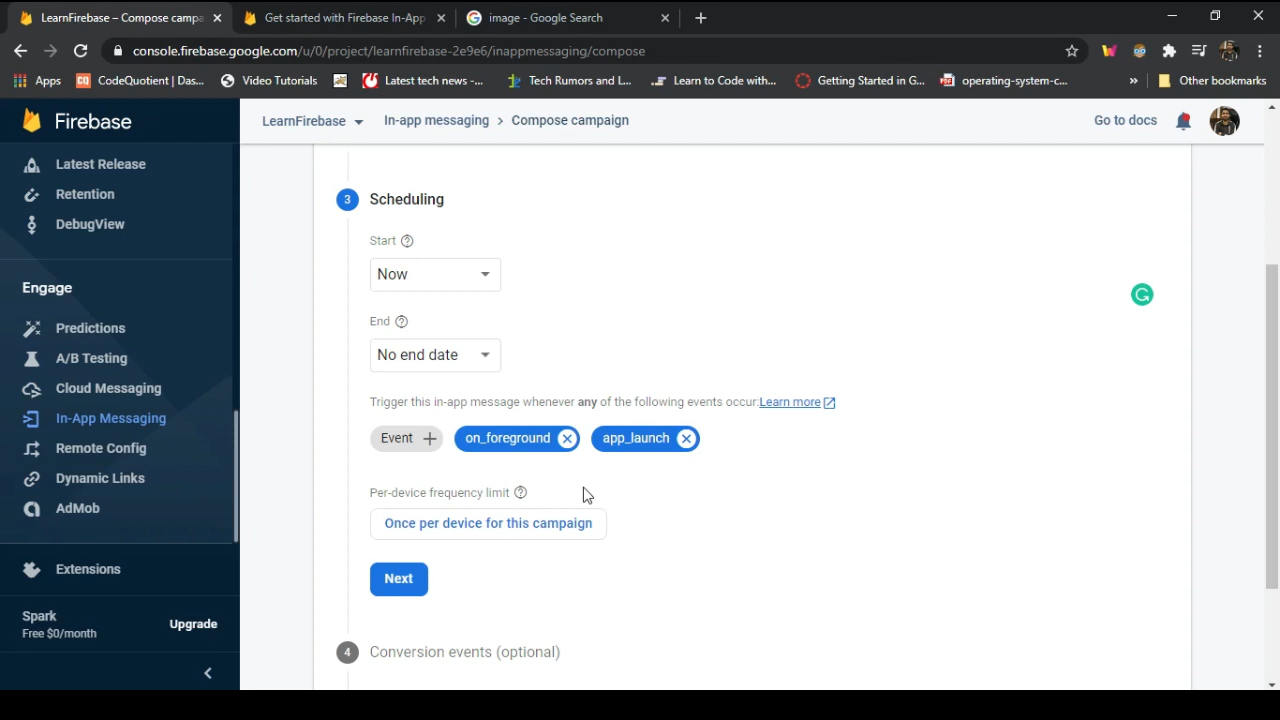 LearnFirebase – Compose campa
Get started with Firebase In-App
image - Google Search
console.firebase.google.com/u/0/project/learnfirebase-2e9e6/inappmessaging/compose
Apps
CodeQuotient | Das...
Video Tutorials
Latest tech news -...
Tech Rumors and L...
Learn to Code with...
Getting Started in G...
operating-system-c...
»
Other bookmarks
Firebase
LearnFirebase
In-app messaging > Compose campaign
Go to docs
Latest Release
Retention
DebugView
Engage
Predictions
A/B Testing
Cloud Messaging
In-App Messaging
Remote Config
Dynamic Links
AdMob
Extensions
Spark
Free $0/month
Upgrade
3 Scheduling
Start
Now
End
No end date
Trigger this in-app message whenever any of the following events occur.Learn more
Event + on_foreground app_launch
Per-device frequency limit
Once per device for this campaign
Next
4 Conversion events (optional)